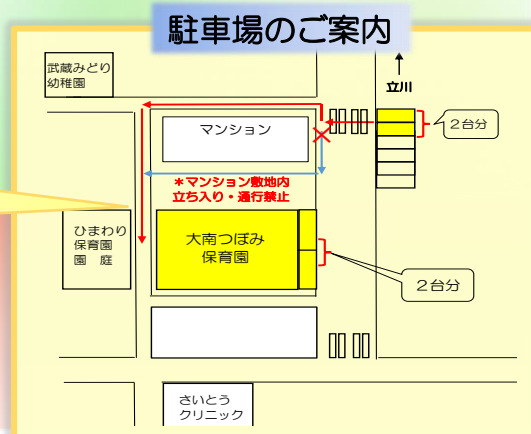 駐車場のご案内
武蔵みどり
幼稚園
立川
マンション
2台分
*マンション敷地内
立ち入り・通行禁止
ひまわり
保育園
園 庭
大南つぼみ
保育園
2台分
さいとう
クリニック